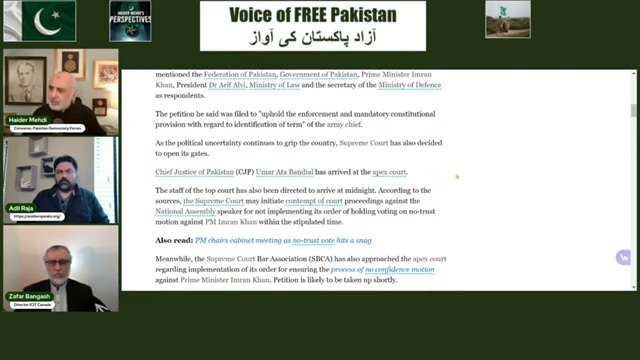 HAIDER MEHDI'S
PERSPECTIVES
Voice of FREE Pakistan
آزاد پاکستان کی آواز
mentioned the Federation of Pakistan, Government of Pakistan, Prime Minister Imran
Khan, President Dr Arif Alvi, Ministry of Law and the secretary of the Ministry of Defence
as respondents.
The petition he said was filed to "uphold the enforcement and mandatory constitutional
provision with regard to identification of term" of the army chief.
As the political uncertainty continues to grip the country, Supreme Court has also decided
to open its gates.
Chief Justice of Pakistan (CJP) Umar Ata Bandial has arrived at the apex court.
The staff of the top court has also been directed to arrive at midnight. According to the
sources, the Supreme Court may initiate contempt of court proceedings against the
National Assembly speaker for not implementing its order of holding voting on no-trust
motion against PM Imran Khan within the stipulated time.
Also read: PM chairs cabinet meeting as no-trust vote hits a snag
Meanwhile, the Supreme Court Bar Association (SBCA) has also approached the apex court
regarding implementation of its order for ensuring the process of no confidence motion
against Prime Minister Imran Khan. Petition is likely to be taken up shortly.
Haider Mehdi
Convenor, Pakistan Democracy Forum
Adil Raja
Zafar Bangash
Director ICIT Canada